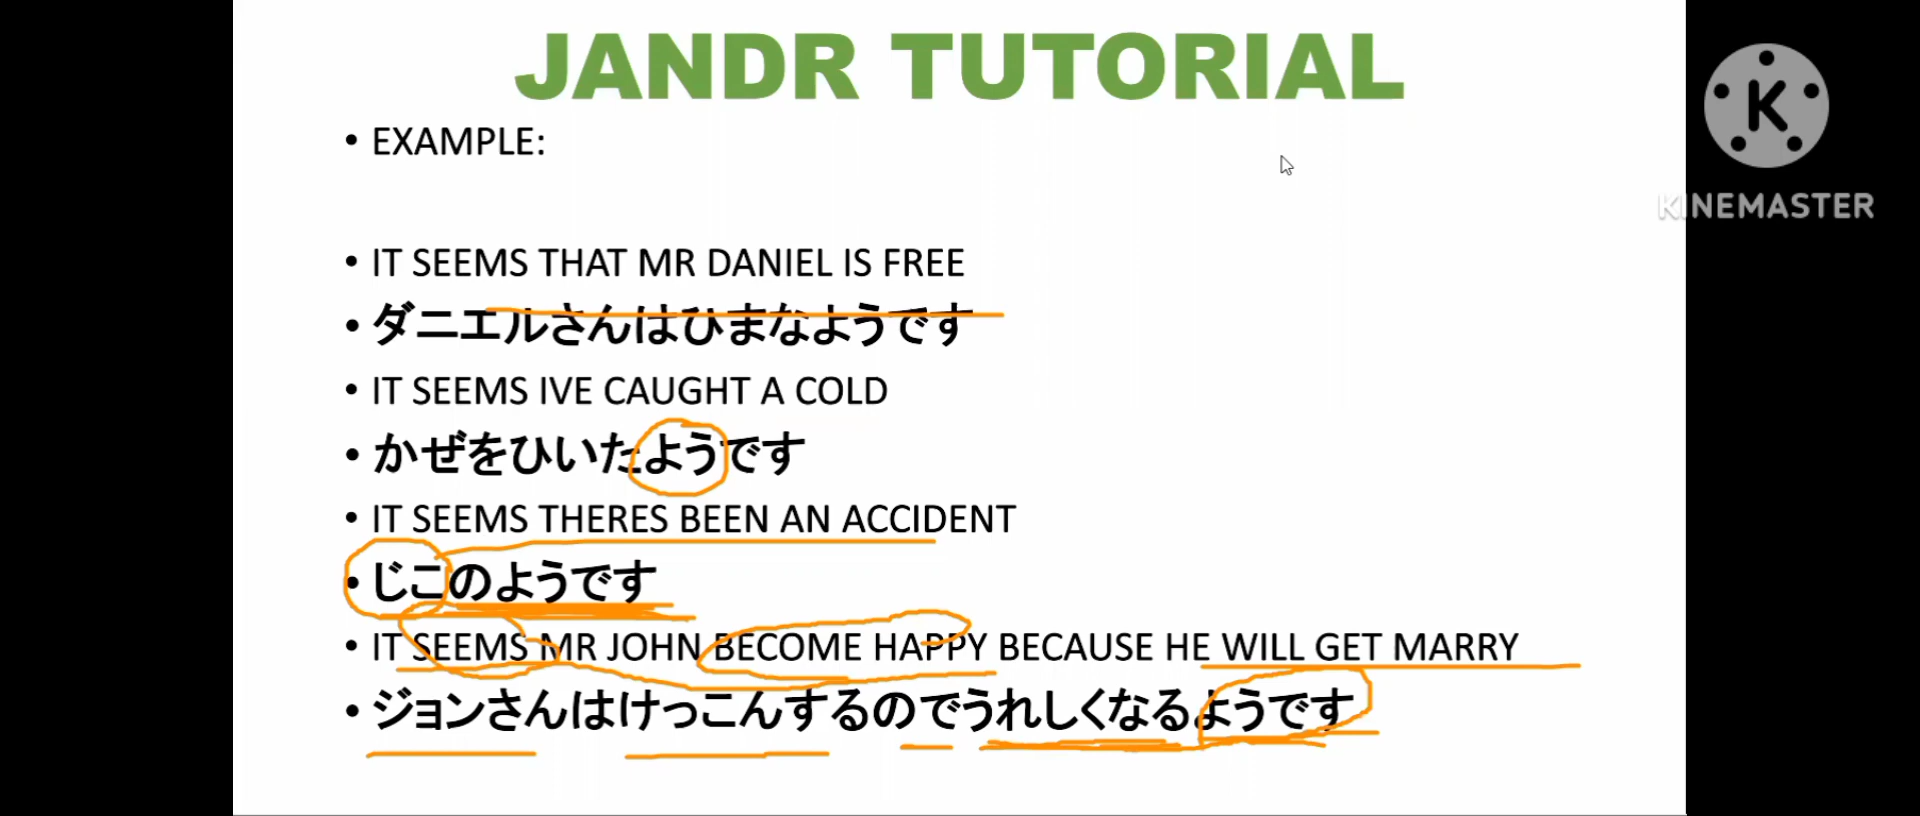 JANDR TUTORIAL
• EXAMPLE:
• IT SEEMS THAT MR DANIEL IS FREE
• ダニエルさんはひまなようです
• IT SEEMS IVE CAUGHT A COLD
• かぜをひいたようです
• IT SEEMS THERES BEEN AN ACCIDENT
• じこのようです
• IT SEEMS MR JOHN BECOME HAPPY BECAUSE HE WILL GET MARRY
• ジョンさんはけっこんするのでうれしくなるようです
K
KINEMASTER